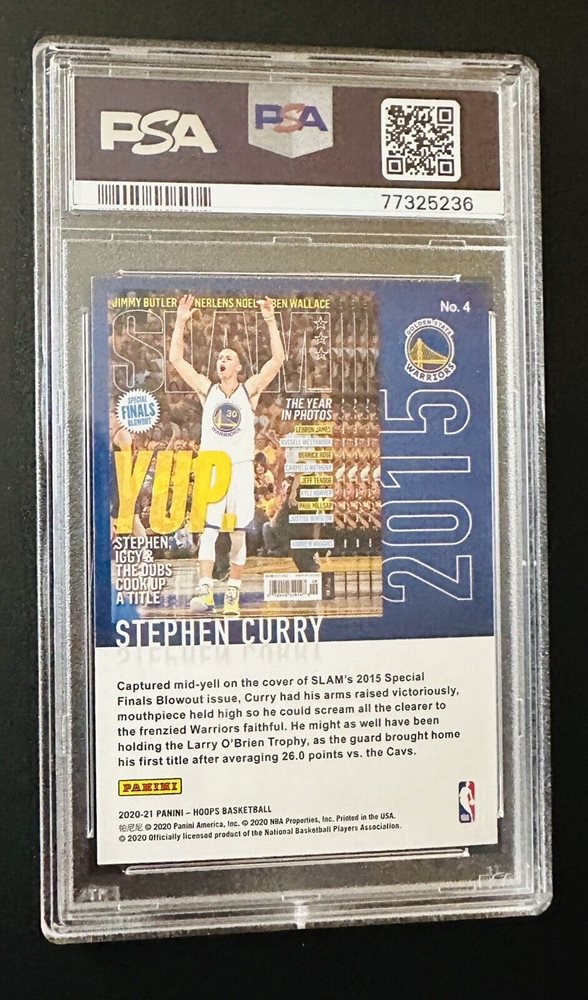 PSA
PSA
77325236
No. 4
JIMMY BUTLER NERLENS NOEL BEN WALLACE
SLAM
GOLDEN STATE WARRIORS
SPECIAL
FINALS
BLOWOUT
THE YEAR
IN PHOTOS
LEBRON JAMES
RUSSELL WESTBROOK
DERRICK ROSE
CARMELO ANTHONY
JEFF TEAGUE
KYLE KORVER
PAUL MILLSAP
JUSTISE WINSLOW
ANDREW WIGGINS
30
YUP.
STEPHEN,
IGGY &
THE DUBS
COOK UP
A TITLE
2015
STEPHEN CURRY
Captured mid-yell on the cover of SLAM's 2015 Special
Finals Blowout issue, Curry had his arms raised victoriously,
mouthpiece held high so he could scream all the clearer to
the frenzied Warriors faithful. He might as well have been
holding the Larry O'Brien Trophy, as the guard brought home
his first title after averaging 26.0 points vs. the Cavs.
PANINI
2020-21 PANINI – HOOPS BASKETBALL
帕尼尼 © 2020 Panini America, Inc. © 2020 NBA Properties, Inc. Printed in the USA.
© 2020 Officially licensed product of the National Basketball Players Association.